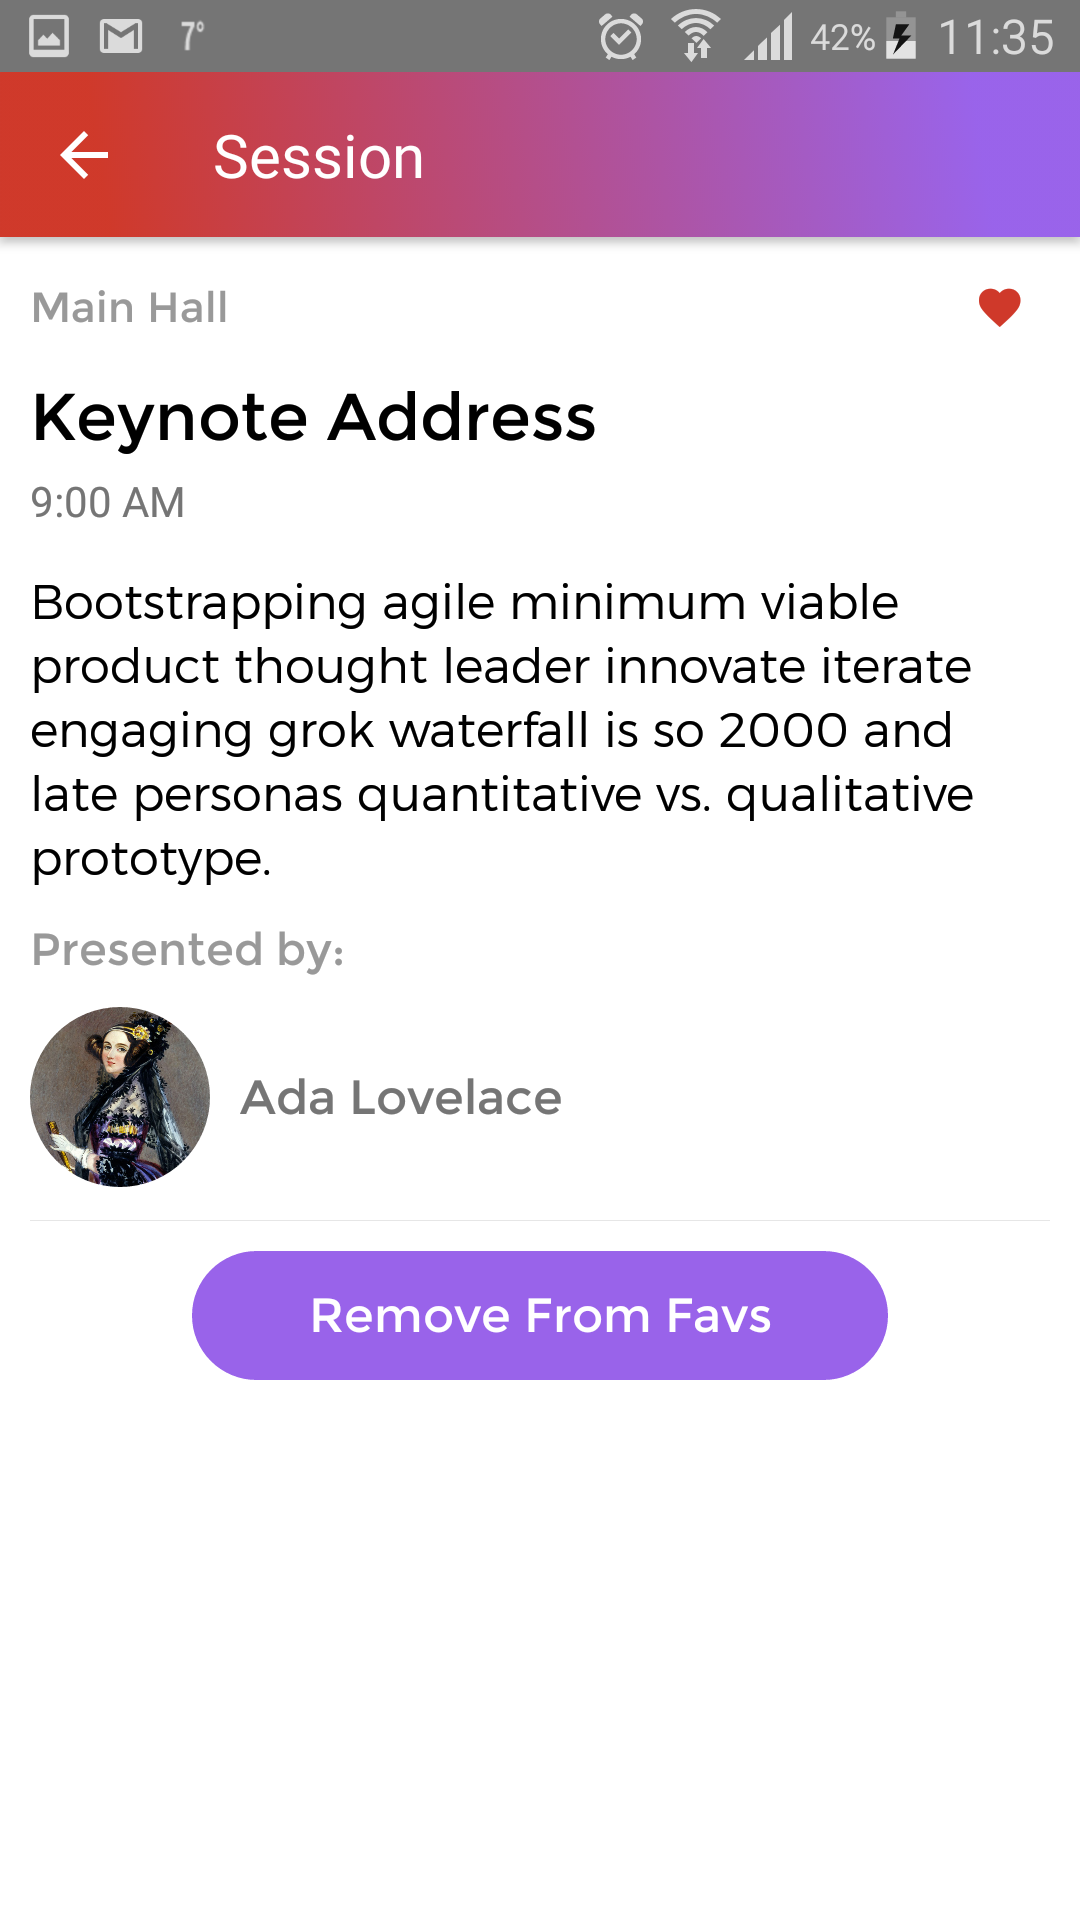 7° 42% 11:35
Session
Main Hall
Keynote Address
9:00 AM
Bootstrapping agile minimum viable
product thought leader innovate iterate
engaging grok waterfall is so 2000 and
late personas quantitative vs. qualitative
prototype.
Presented by:
Ada Lovelace
Remove From Favs